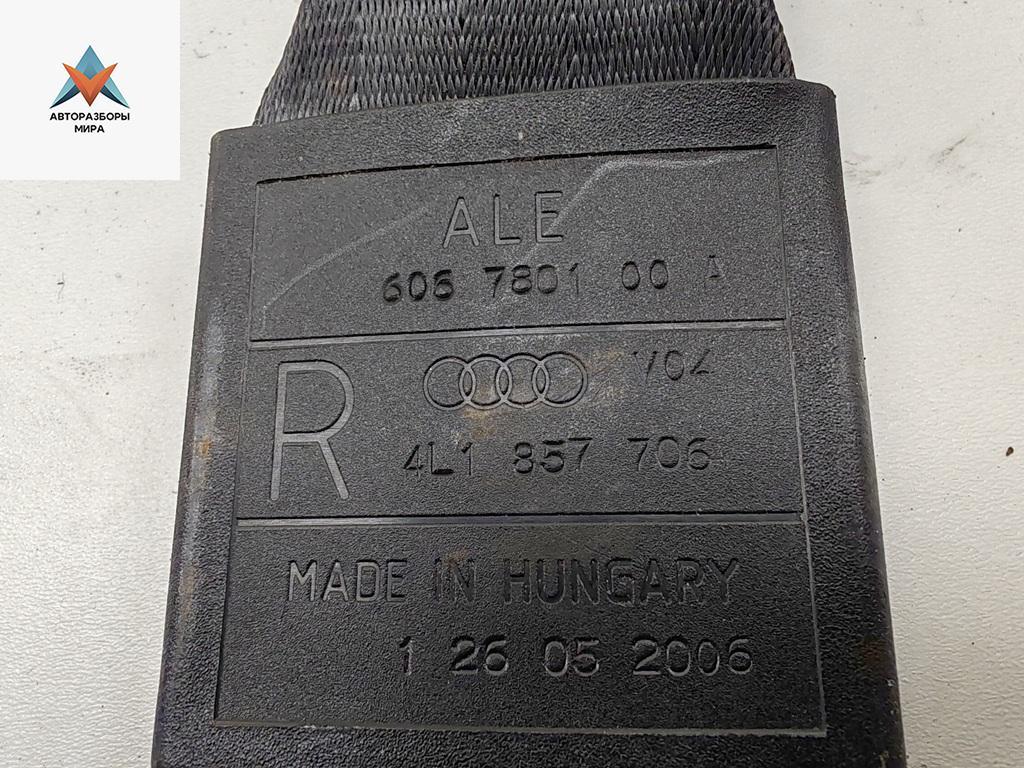 АВТОРАЗБОРЫ
МИРА
ALE
606 7801 00 A
R
V04
4L1 857 706
MADE IN HUNGARY
1 26 05 2006